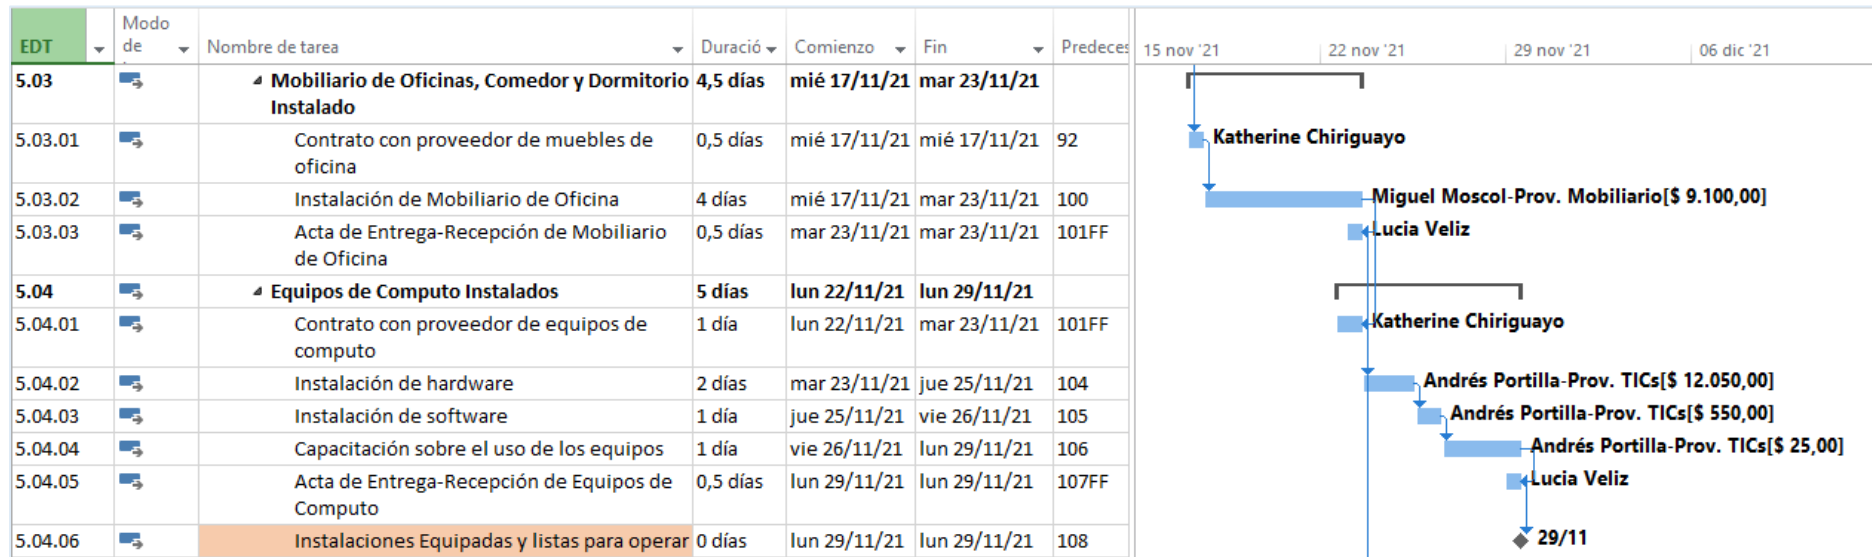 EDT Modo de Nombre de tarea Duració Comienzo Fin Predeces 15 nov '21 22 nov '21 29 nov '21 06 dic '21
5.03 Mobiliario de Oficinas, Comedor y Dormitorio 4,5 días mié 17/11/21 mar 23/11/21
Instalado
5.03.01 Contrato con proveedor de muebles de 0,5 días mié 17/11/21 mié 17/11/21 92 Katherine Chiriguayo
oficina
5.03.02 Instalación de Mobiliario de Oficina 4 días mié 17/11/21 mar 23/11/21 100 Miguel Moscol-Prov. Mobiliario[$ 9.100,00]
5.03.03 Acta de Entrega-Recepción de Mobiliario 0,5 días mar 23/11/21 mar 23/11/21 101FF Lucia Veliz
de Oficina
5.04 Equipos de Computo Instalados 5 días lun 22/11/21 lun 29/11/21
5.04.01 Contrato con proveedor de equipos de 1 día lun 22/11/21 mar 23/11/21 101FF Katherine Chiriguayo
computo
5.04.02 Instalación de hardware 2 días mar 23/11/21 jue 25/11/21 104 Andrés Portilla-Prov. TICs[$ 12.050,00]
5.04.03 Instalación de software 1 día jue 25/11/21 vie 26/11/21 105 Andrés Portilla-Prov. TICs[$ 550,00]
5.04.04 Capacitación sobre el uso de los equipos 1 día vie 26/11/21 lun 29/11/21 106 Andrés Portilla-Prov. TICs[$ 25,00]
5.04.05 Acta de Entrega-Recepción de Equipos de 0,5 días lun 29/11/21 lun 29/11/21 107FF Lucia Veliz
Computo
5.04.06 Instalaciones Equipadas y listas para operar 0 días lun 29/11/21 lun 29/11/21 108 29/11